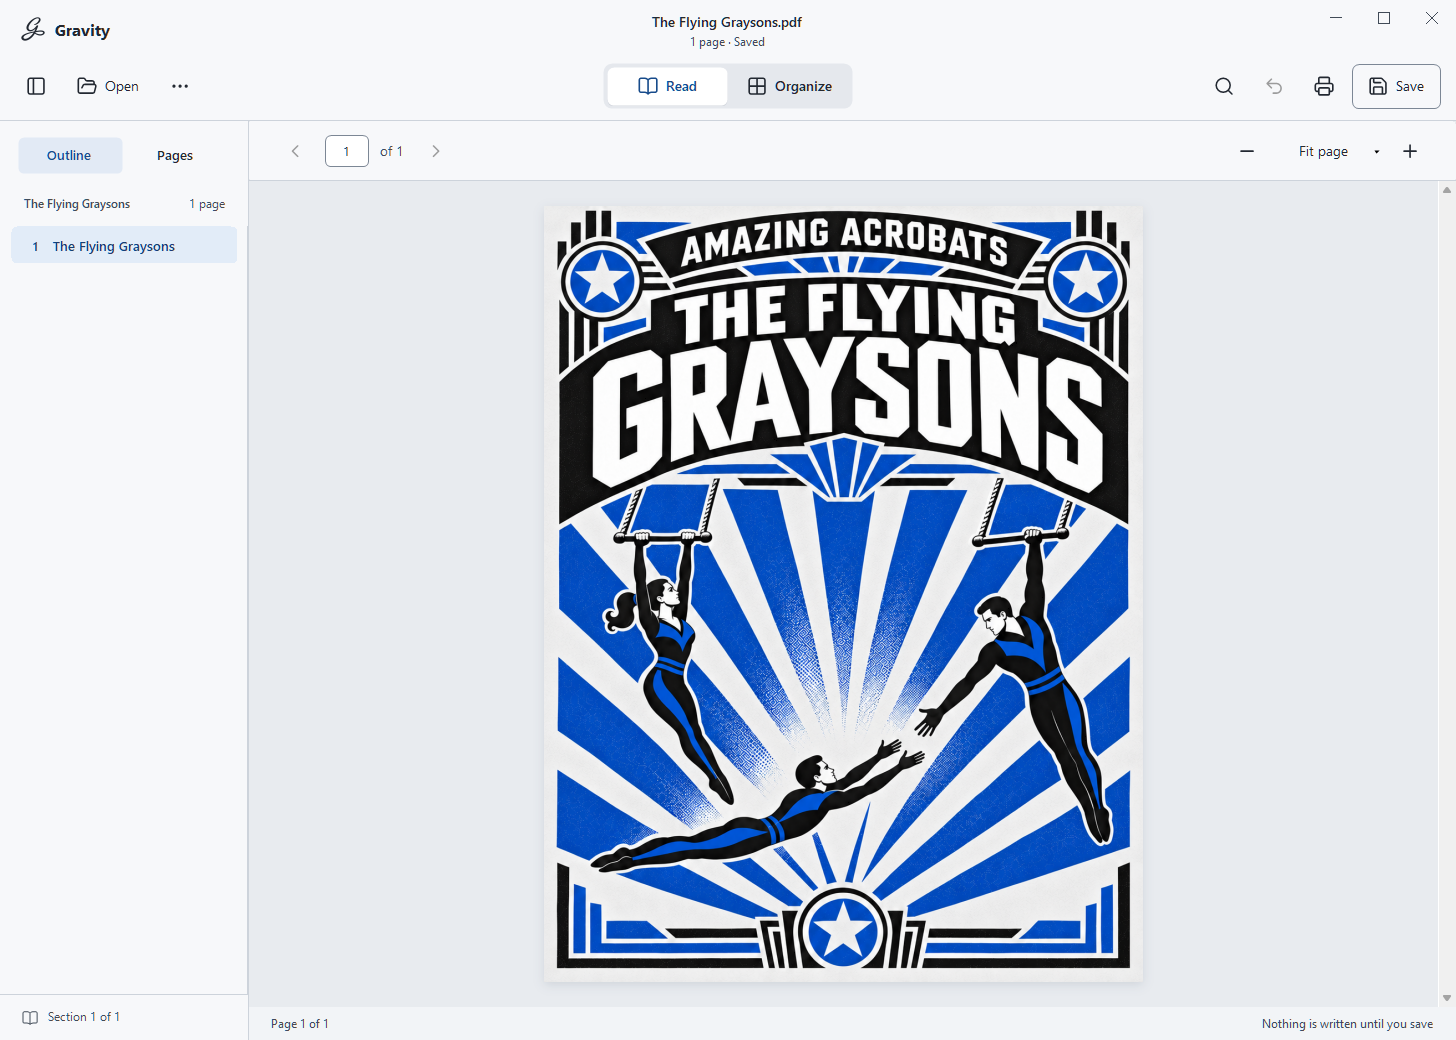 Gravity
The Flying Graysons.pdf
1 page · Saved
Open
Read
Organize
Save
Outline
Pages
1
of 1
Fit page
The Flying Graysons
1 page
1 The Flying Graysons
AMAZING ACROBATS
THE FLYING
GRAYSONS
Section 1 of 1
Page 1 of 1
Nothing is written until you save